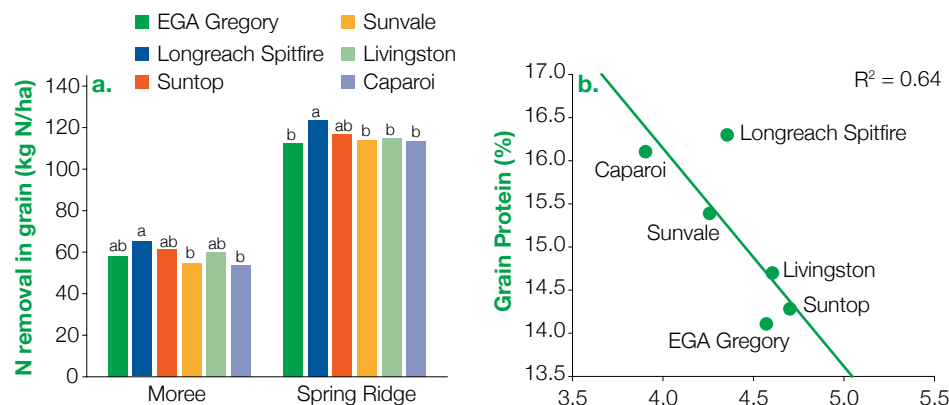 EGA Gregory
Sunvale
Longreach Spitfire
Livingston
Suntop
Caparoi
N removal in grain (kg N/ha)
a.
140
120
100
80
60
40
20
0
ab
a
ab
b
ab
b
b
a
ab
b
b
b
Moree
Spring Ridge
Grain Protein (%)
b.
R² = 0.64
17.0
16.5
16.0
15.5
15.0
14.5
14.0
13.5
Longreach Spitfire
Caparoi
Sunvale
Livingston
Suntop
EGA Gregory
3.5
4.0
4.5
5.0
5.5